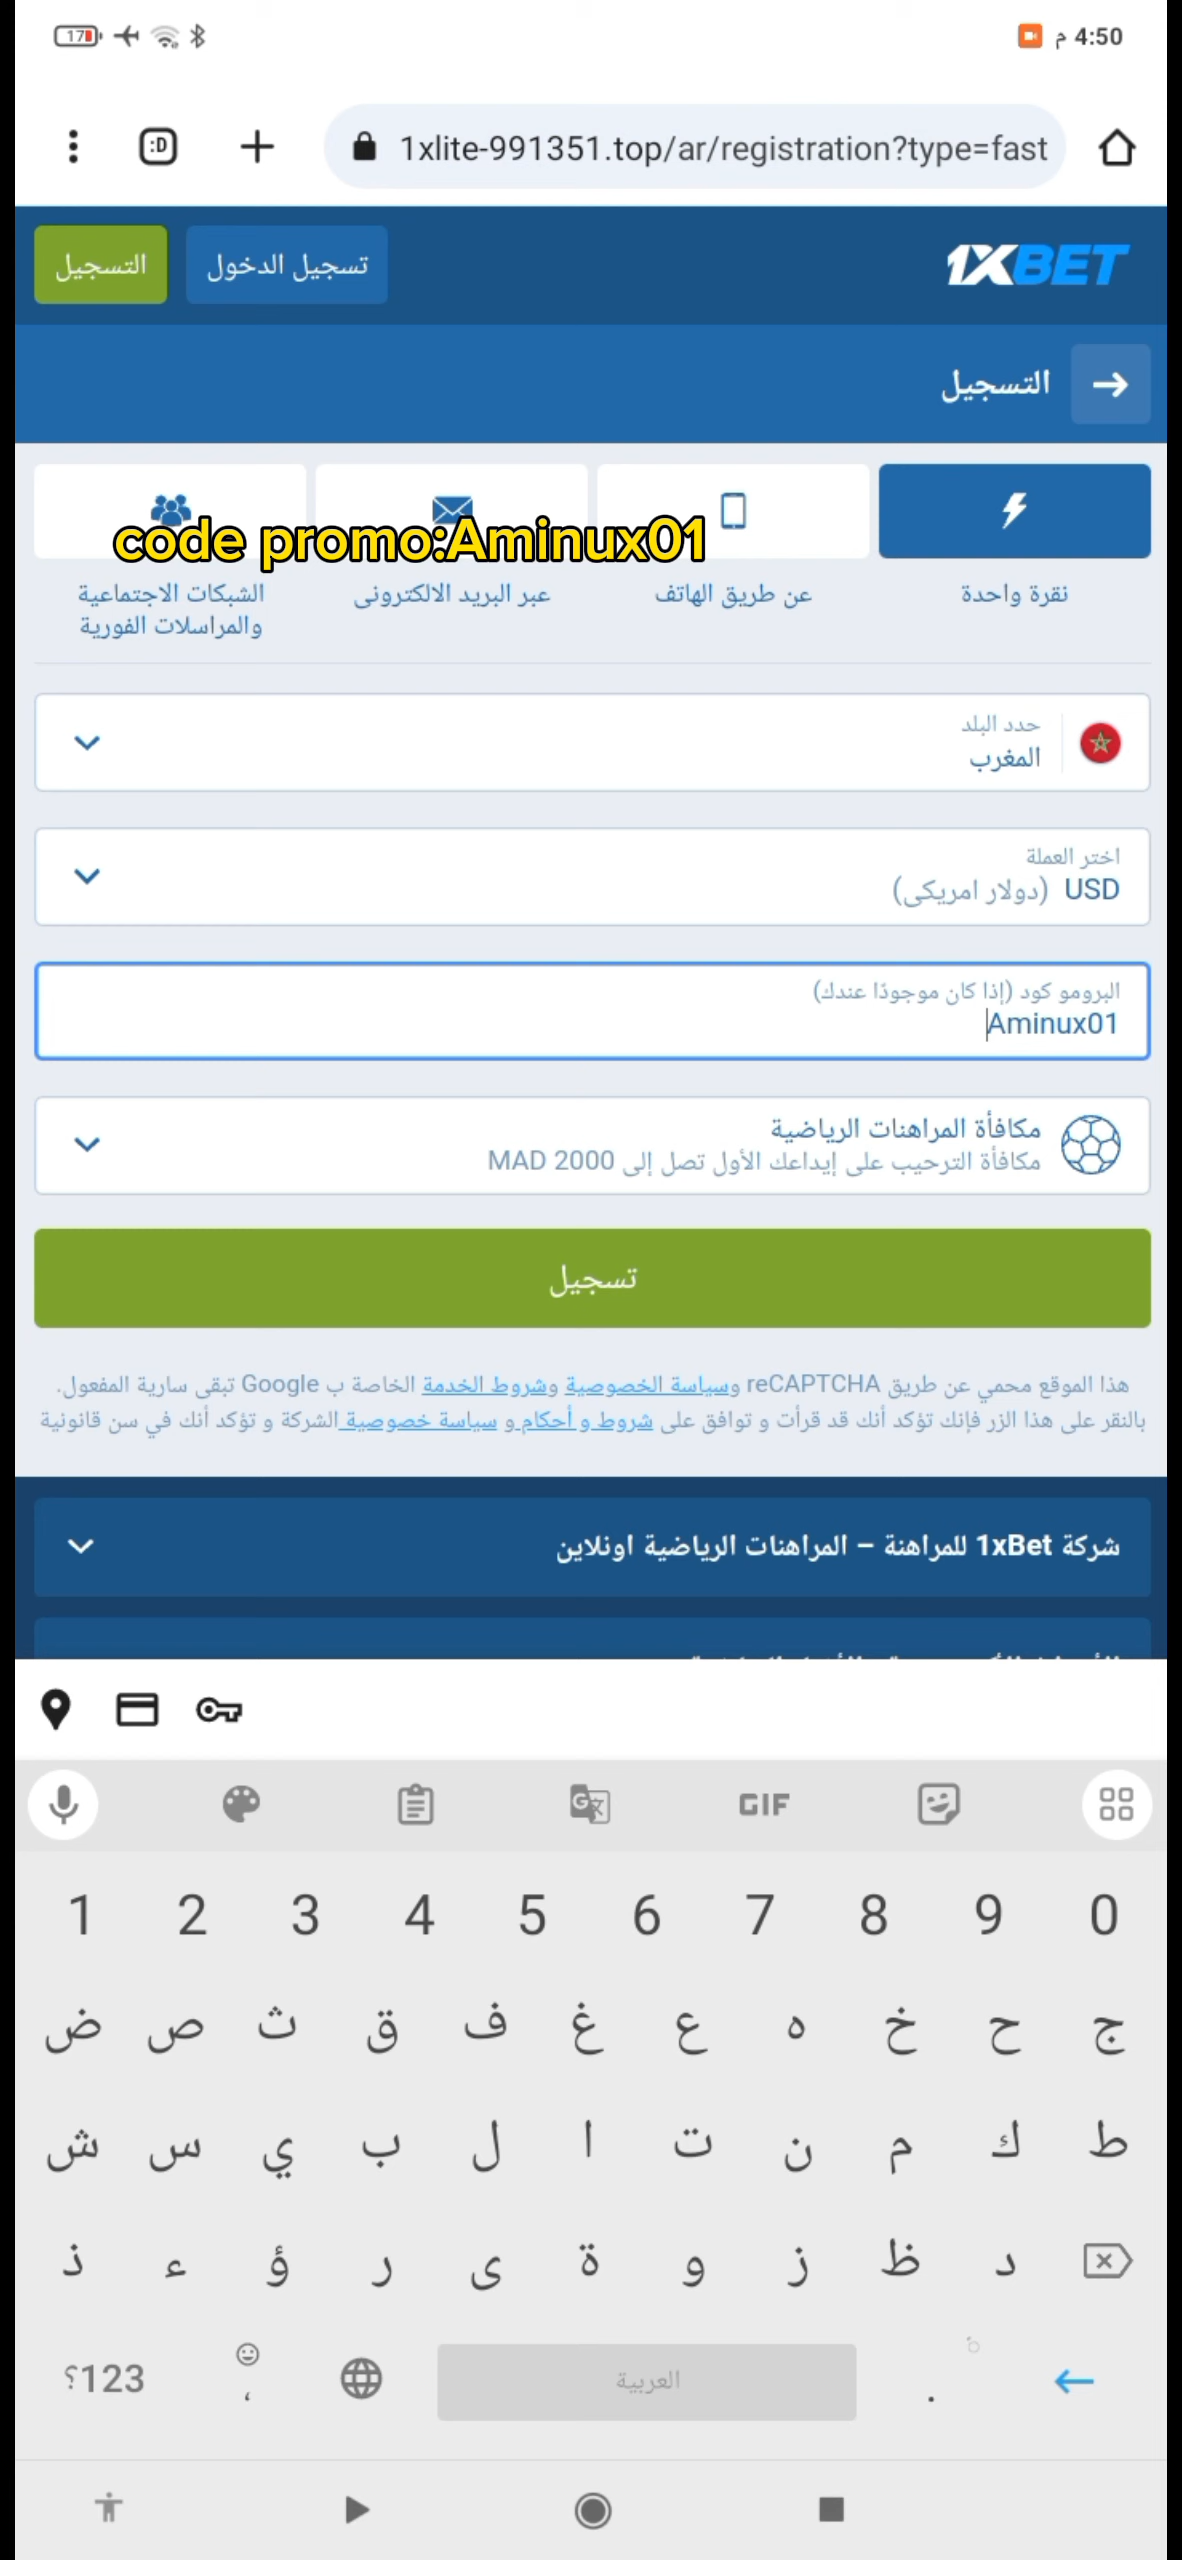 17
4:50 م
:D
1xlite-991351.top/ar/registration?type=fast
1XBET
تسجيل الدخول
التسجيل
التسجيل
code promo:Aminux01
نقرة واحدة
عن طريق الهاتف
عبر البريد الالكترونى
الشبكات الاجتماعية
والمراسلات الفورية
حدد البلد
المغرب
اختر العملة
USD (دولار امريكى)
البرومو كود (إذا كان موجودًا عندك)
Aminux01
مكافأة المراهنات الرياضية
مكافأة الترحيب على إيداعك الأول تصل إلى 2000 MAD
تسجيل
هذا الموقع محمي عن طريق reCAPTCHA وسياسة الخصوصية وشروط الخدمة الخاصة ب Google تبقى سارية المفعول.
بالنقر على هذا الزر فإنك تؤكد أنك قد قرأت و توافق على شروط و أحكام و سياسة خصوصية الشركة و تؤكد أنك في سن قانونية
شركة 1xBet للمراهنة – المراهنات الرياضية اونلاين
GIF
1 2 3 4 5 6 7 8 9 0
ض ص ث ق ف غ ع ه خ ح ج
ش س ي ب ل ا ت ن م ك ط
ذ ء ؤ ر ى ة و ز ظ د
؟123 ، العربية .